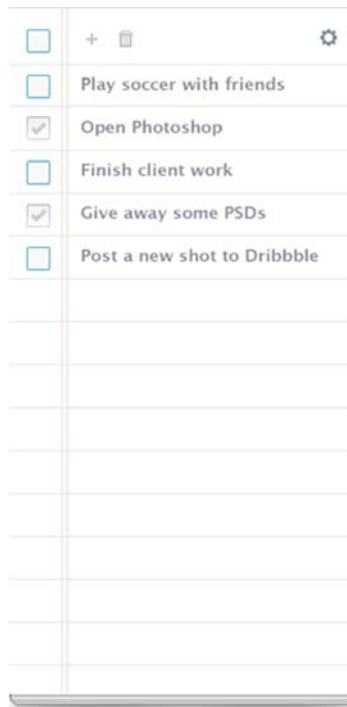 Play soccer with friends
Open Photoshop
Finish client work
Give away some PSDs
Post a new shot to Dribbble